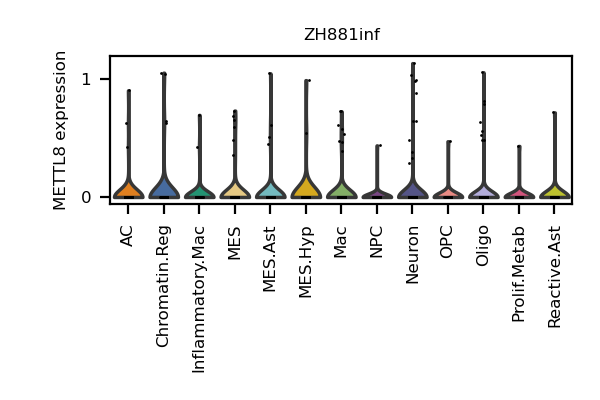 ZH881inf
METTL8 expression
1
0
AC
Chromatin.Reg
Inflammatory.Mac
MES
MES.Ast
MES.Hyp
Mac
NPC
Neuron
OPC
Oligo
Prolif.Metab
Reactive.Ast